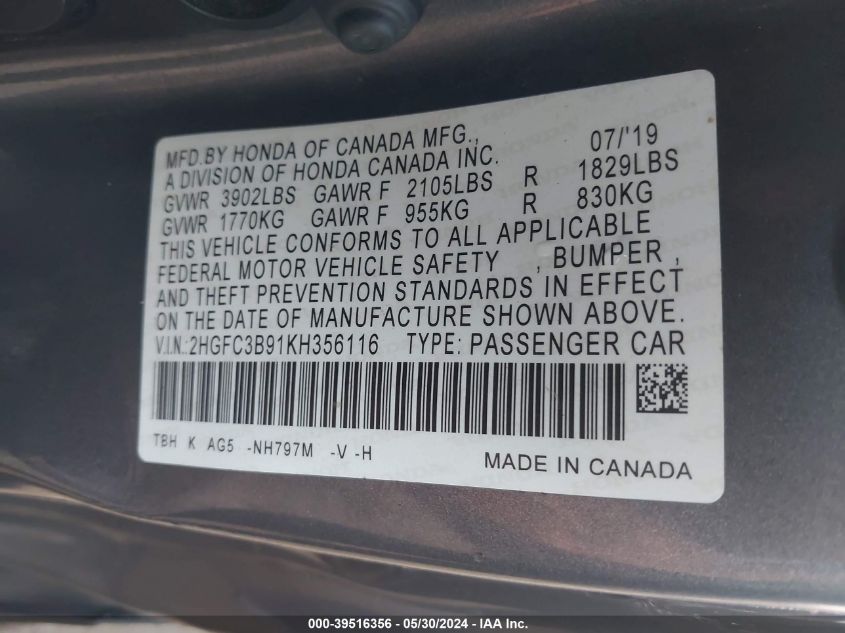 MFD.BY HONDA OF CANADA MFG., 07/'19
A DIVISION OF HONDA CANADA INC.
GVWR 3902LBS GAWR F 2105LBS R 1829LBS
GVWR 1770KG GAWR F 955KG R 830KG
THIS VEHICLE CONFORMS TO ALL APPLICABLE
FEDERAL MOTOR VEHICLE SAFETY , BUMPER ,
AND THEFT PREVENTION STANDARDS IN EFFECT
ON THE DATE OF MANUFACTURE SHOWN ABOVE.
V.I.N.:2HGFC3B91KH356116 TYPE: PASSENGER CAR
TBH K AG5 -NH797M -V -H
MADE IN CANADA
000-39516356 - 05/30/2024 - IAA Inc.